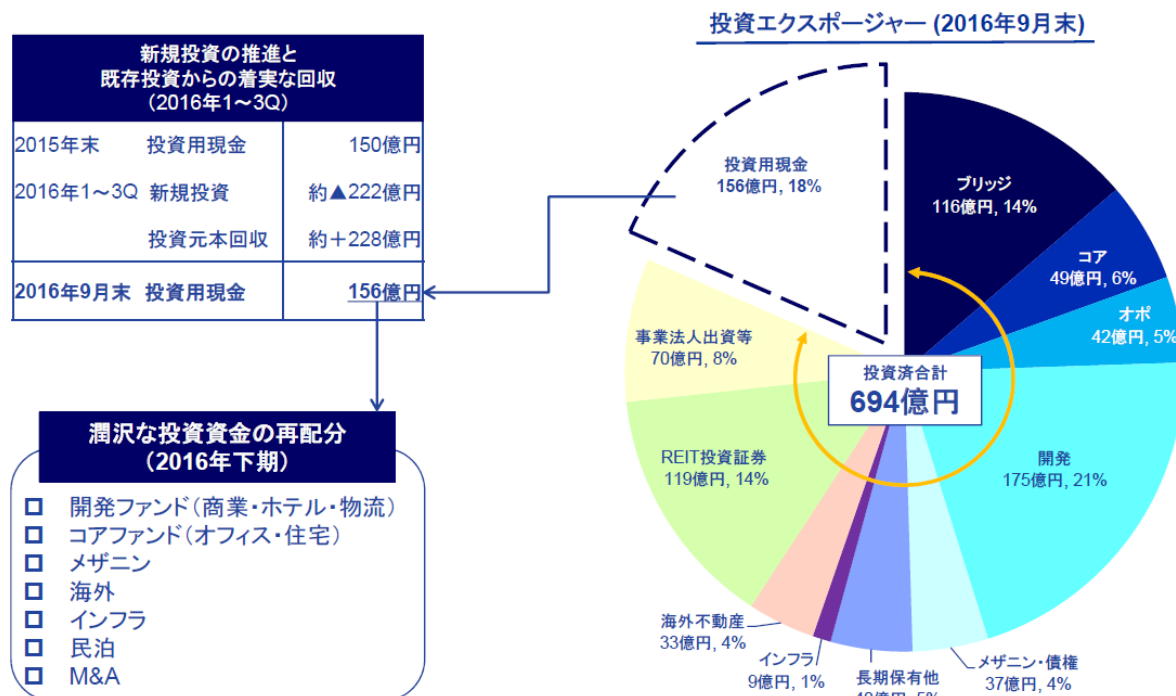 投資エクスポージャー (2016年9月末)
新規投資の推進と
既存投資からの着実な回収
(2016年1～3Q)
2015年末 投資用現金 150億円
2016年1～3Q 新規投資 約▲222億円
投資元本回収 約＋228億円
2016年9月末 投資用現金 156億円
潤沢な投資資金の再配分
(2016年下期)
開発ファンド(商業・ホテル・物流)
コアファンド(オフィス・住宅)
メザニン
海外
インフラ
民泊
M&A
投資用現金
156億円, 18%
ブリッジ
116億円, 14%
コア
49億円, 6%
オポ
42億円, 5%
開発
175億円, 21%
メザニン・債権
37億円, 4%
長期保有他
インフラ
9億円, 1%
海外不動産
33億円, 4%
REIT投資証券
119億円, 14%
事業法人出資等
70億円, 8%
投資済合計
694億円